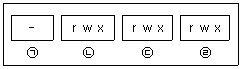 - r w x r w x r w x
㉠ ㉡ ㉢ ㉣